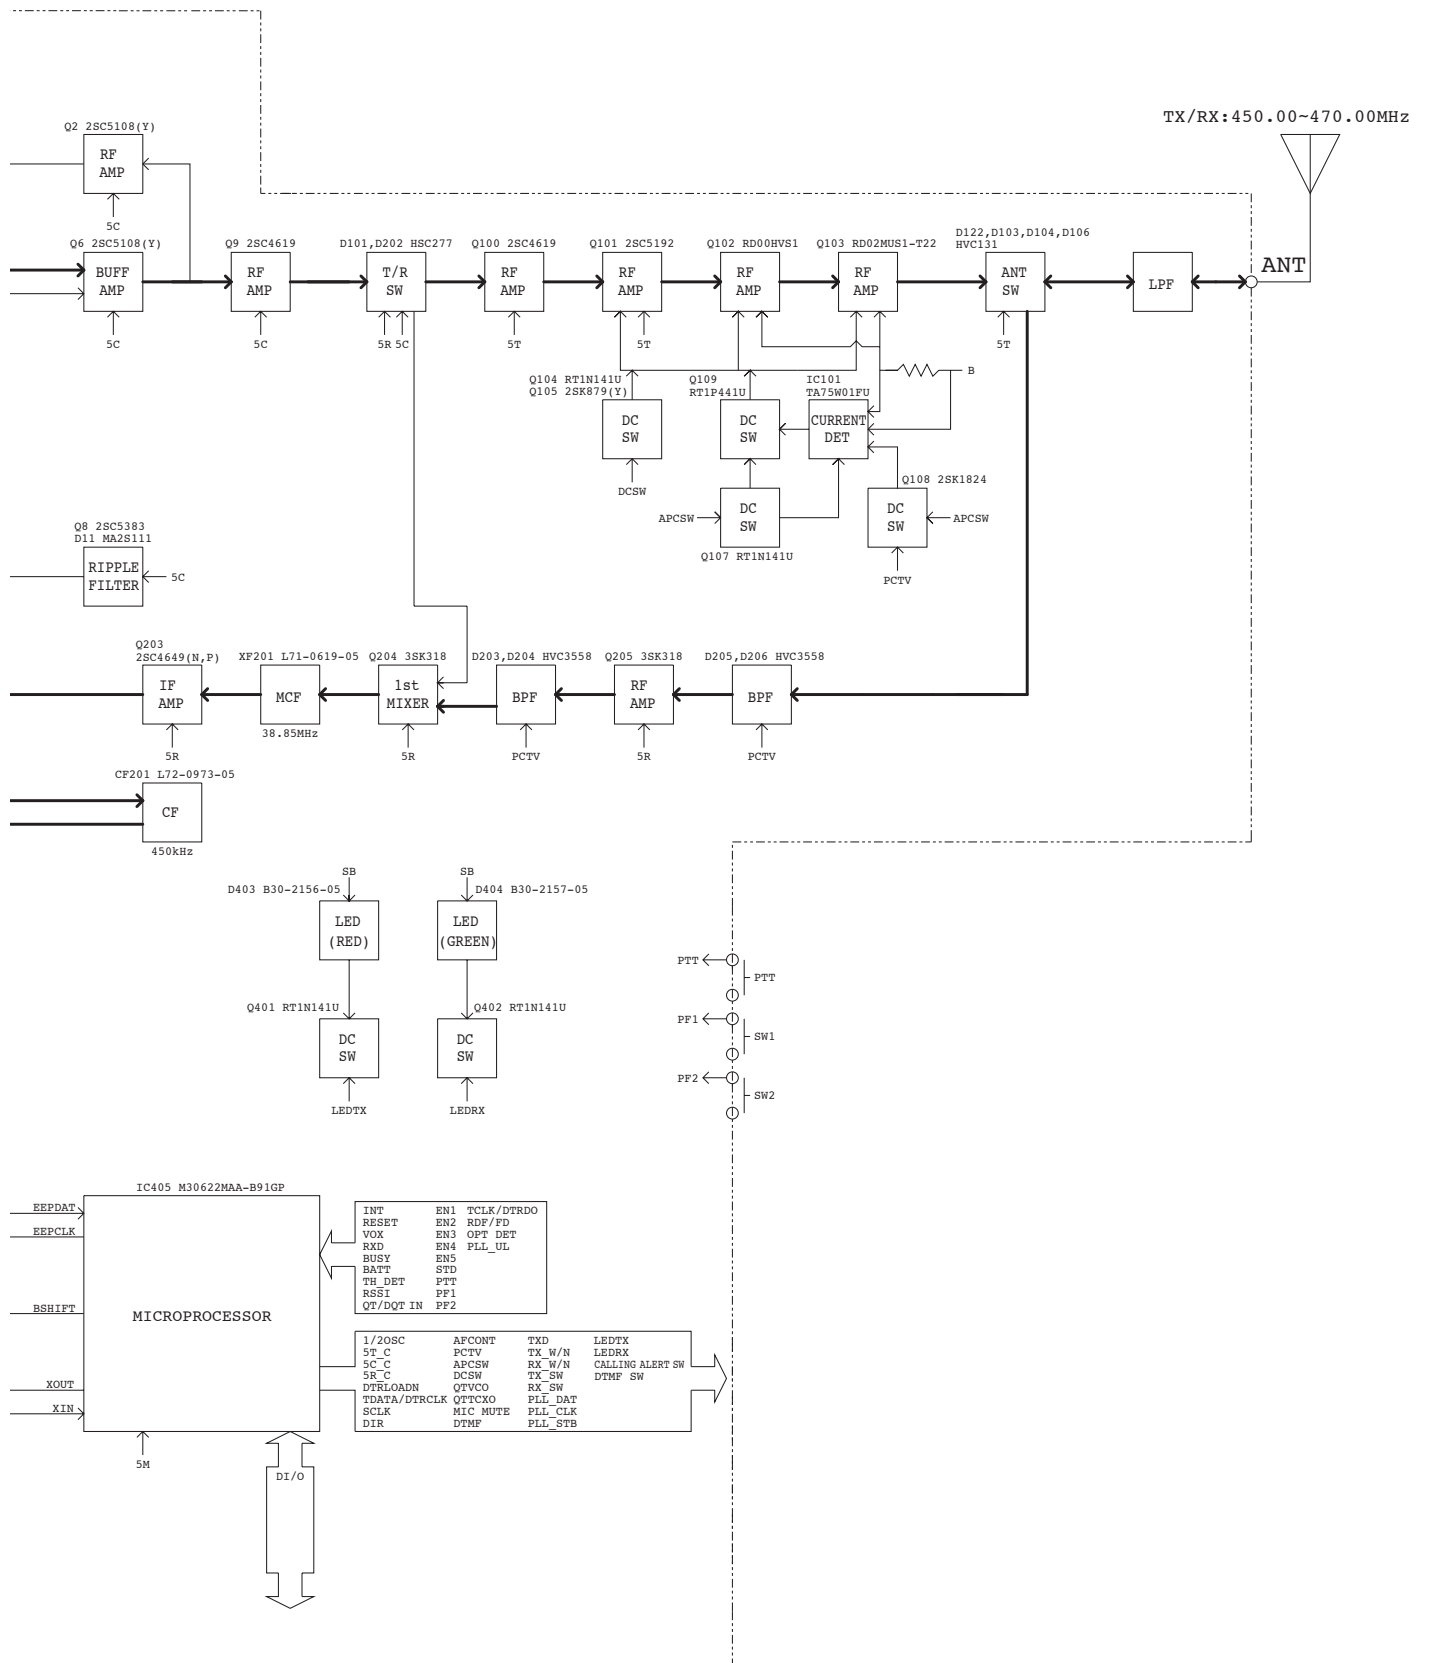 TX/RX:450.00~470.00MHz
Q2 2SC5108(Y)
RF
AMP
5C
Q6 2SC5108(Y)
BUFF
AMP
5C
Q9 2SC4619
RF
AMP
5C
D101,D202 HSC277
T/R
SW
5R 5C
Q100 2SC4619
RF
AMP
5T
Q101 2SC5192
RF
AMP
5T
Q102 RD00HVS1
RF
AMP
Q103 RD02MUS1-T22
RF
AMP
D122,D103,D104,D106
HVC131
ANT
SW
5T
LPF
ANT
Q104 RT1N141U
Q105 2SK879(Y)
DC
SW
DCSW
Q109
RT1P441U
DC
SW
IC101
TA75W01FU
CURRENT
DET
B
APCSW
DC
SW
Q107 RT1N141U
Q108 2SK1824
DC
SW
APCSW
PCTV
Q8 2SC5383
D11 MA2S111
RIPPLE
FILTER
5C
Q203
2SC4649(N,P)
IF
AMP
5R
XF201 L71-0619-05
MCF
38.85MHz
Q204 3SK318
1st
MIXER
5R
D203,D204 HVC3558
BPF
PCTV
Q205 3SK318
RF
AMP
5R
D205,D206 HVC3558
BPF
PCTV
CF201 L72-0973-05
CF
450kHz
SB
D403 B30-2156-05
LED
(RED)
Q401 RT1N141U
DC
SW
LEDTX
SB
D404 B30-2157-05
LED
(GREEN)
Q402 RT1N141U
DC
SW
LEDRX
PTT
PTT
PF1
SW1
PF2
SW2
IC405 M30622MAA-B91GP
EEPDAT
EEPCLK
BSHIFT
XOUT
XIN
MICROPROCESSOR
5M
INT EN1 TCLK/DTRDO
RESET EN2 RDF/FD
VOX EN3 OPT DET
RXD EN4 PLL_UL
BUSY EN5
BATT STD
TH_DET PTT
RSSI PF1
QT/DQT IN PF2
1/2OSC AFCONT TXD LEDTX
5T_C PCTV TX_W/N LEDRX
5C_C APCSW RX_W/N CALLING ALERT SW
5R_C DCSW TX_SW DTMF SW
DTRLOADN QTVCO RX_SW
TDATA/DTRCLK QTTCXO PLL_DAT
SCLK MIC MUTE PLL_CLK
DIR DTMF PLL_STB
DI/O